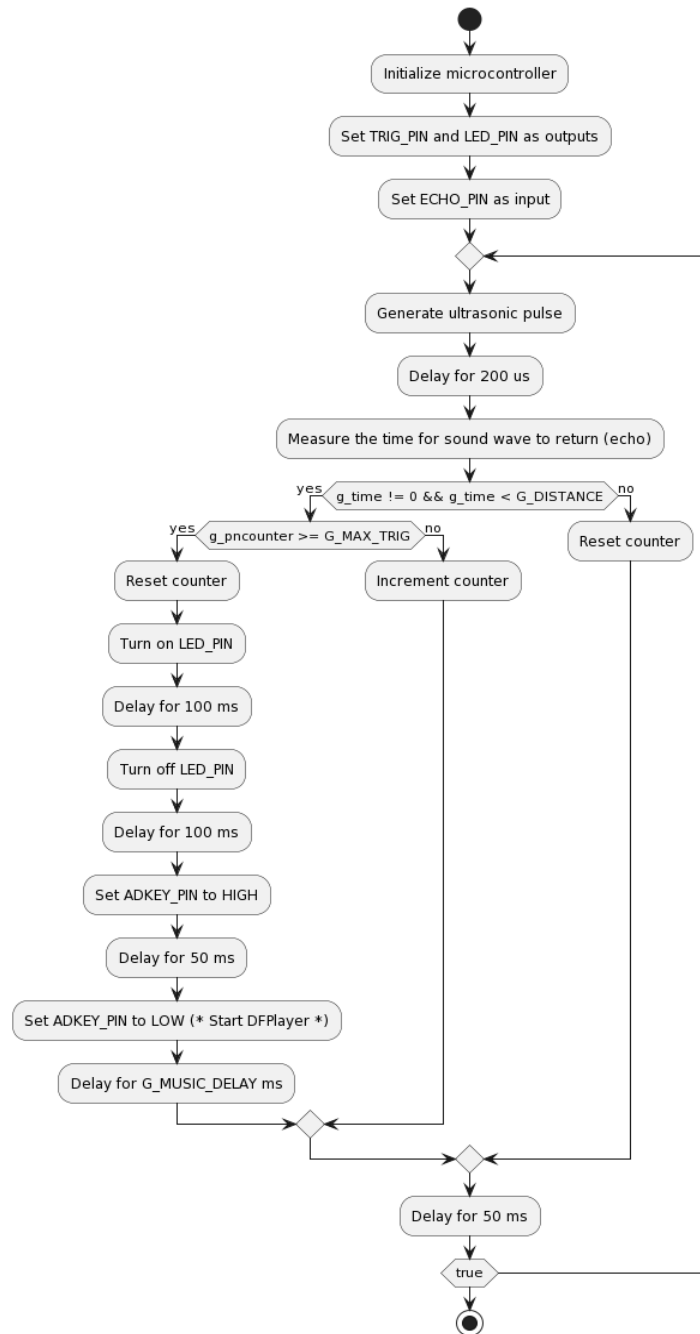 Initialize microcontroller
Set TRIG_PIN and LED_PIN as outputs
Set ECHO_PIN as input
Generate ultrasonic pulse
Delay for 200 us
Measure the time for sound wave to return (echo)
yes
g_time != 0 && g_time < G_DISTANCE
no
yes
g_pncounter >= G_MAX_TRIG
no
Reset counter
Reset counter
Increment counter
Turn on LED_PIN
Delay for 100 ms
Turn off LED_PIN
Delay for 100 ms
Set ADKEY_PIN to HIGH
Delay for 50 ms
Set ADKEY_PIN to LOW (* Start DFPlayer *)
Delay for G_MUSIC_DELAY ms
Delay for 50 ms
true